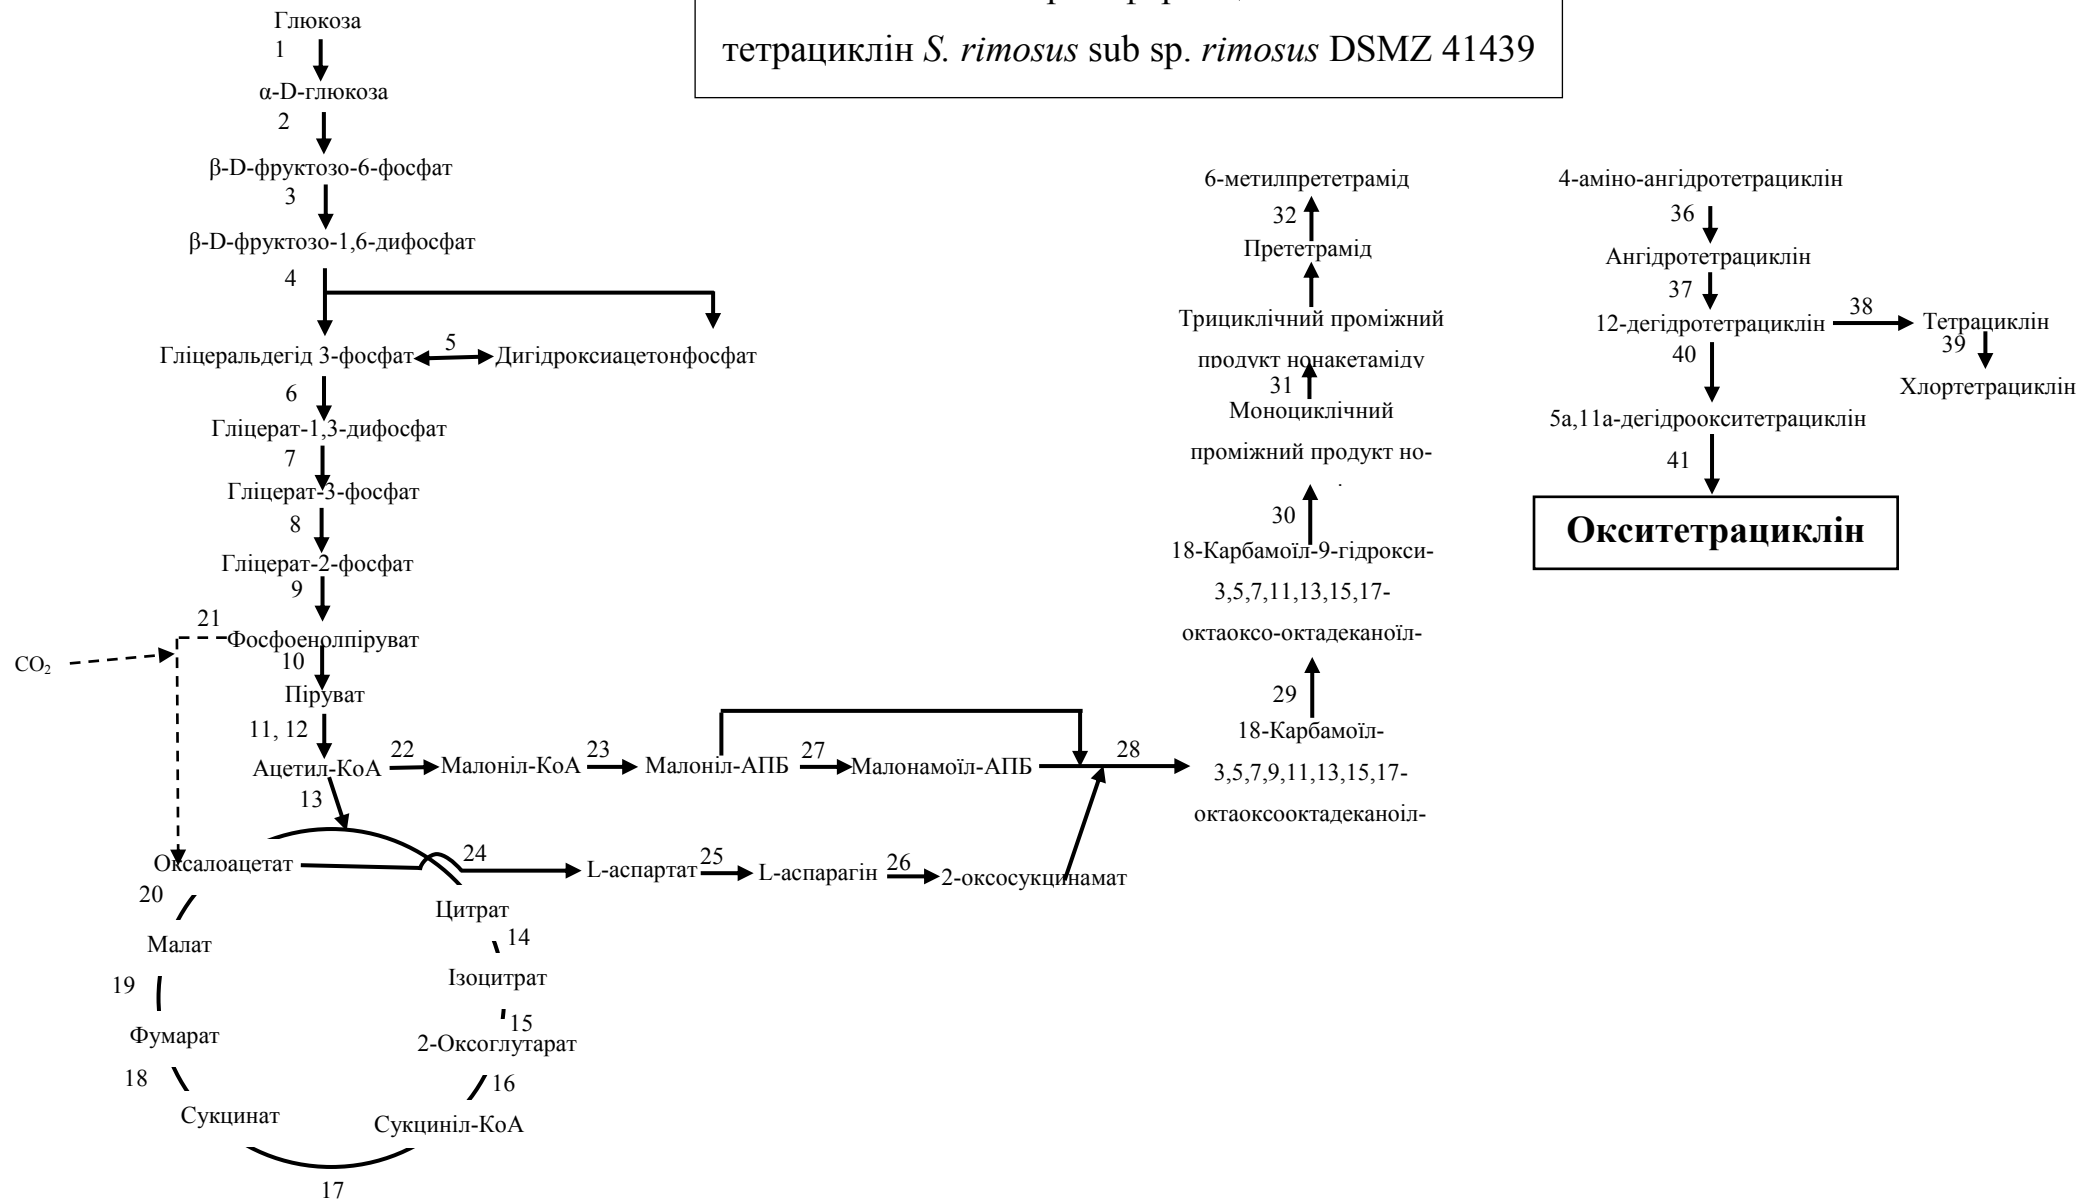 тетрациклін S. rimosus sub sp. rimosus DSMZ 41439
Глюкоза
1
α-D-глюкоза
2
β-D-фруктозо-6-фосфат
3
β-D-фруктозо-1,6-дифосфат
4
Гліцеральдегід 3-фосфат
5
Дигідроксиацетонфосфат
6
Гліцерат-1,3-дифосфат
7
Гліцерат-3-фосфат
8
Гліцерат-2-фосфат
9
21
Фосфоенолпіруват
CO₂
10
Піруват
11, 12
Ацетил-КоА
22
Малоніл-КоА
23
Малоніл-АПБ
27
Малонамоїл-АПБ
28
13
Оксалоацетат
24
L-аспартат
25
L-аспарагін
26
2-оксосукцинамат
20
Цитрат
14
Малат
Ізоцитрат
19
15
Фумарат
2-Оксоглутарат
18
16
Сукцинат
Сукциніл-КоА
17
6-метилпрететрамід
32
Прететрамід
Трициклічний проміжний
продукт нонакетаміду
31
Моноциклічний
проміжний продукт но-
30
18-Карбамоїл-9-гідрокси-
3,5,7,11,13,15,17-
октаоксо-октадеканоїл-
29
18-Карбамоїл-
3,5,7,9,11,13,15,17-
октаоксооктадеканоіл-
4-аміно-ангідротетрациклін
36
Ангідротетрациклін
37
12-дегідротетрациклін
38
Тетрациклін
39
Хлортетрациклін
40
5а,11а-дегідроокситетрациклін
41
Окситетрациклін